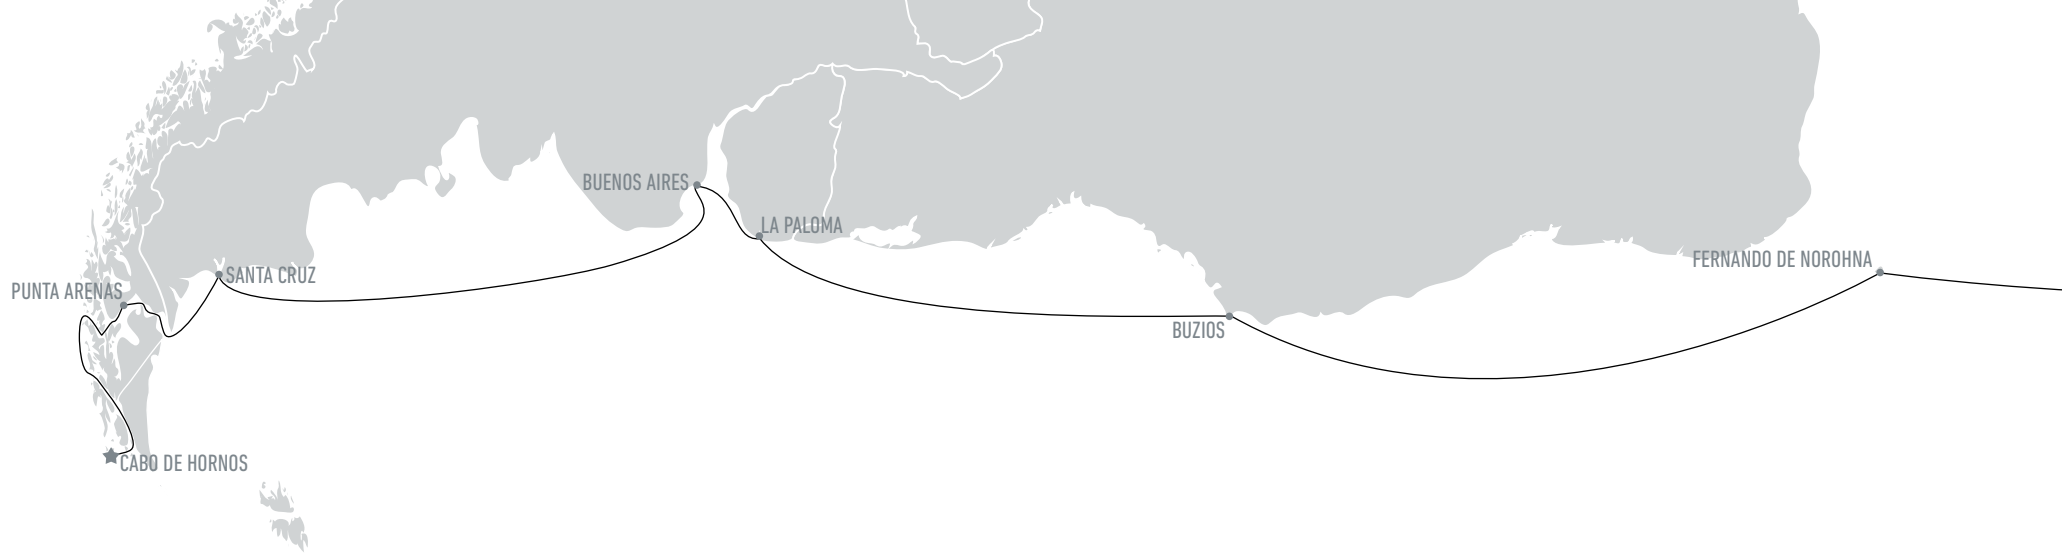 BUENOS AIRES
LA PALOMA
FERNANDO DE NOROHNA
SANTA CRUZ
PUNTA ARENAS
BUZIOS
CABO DE HORNOS